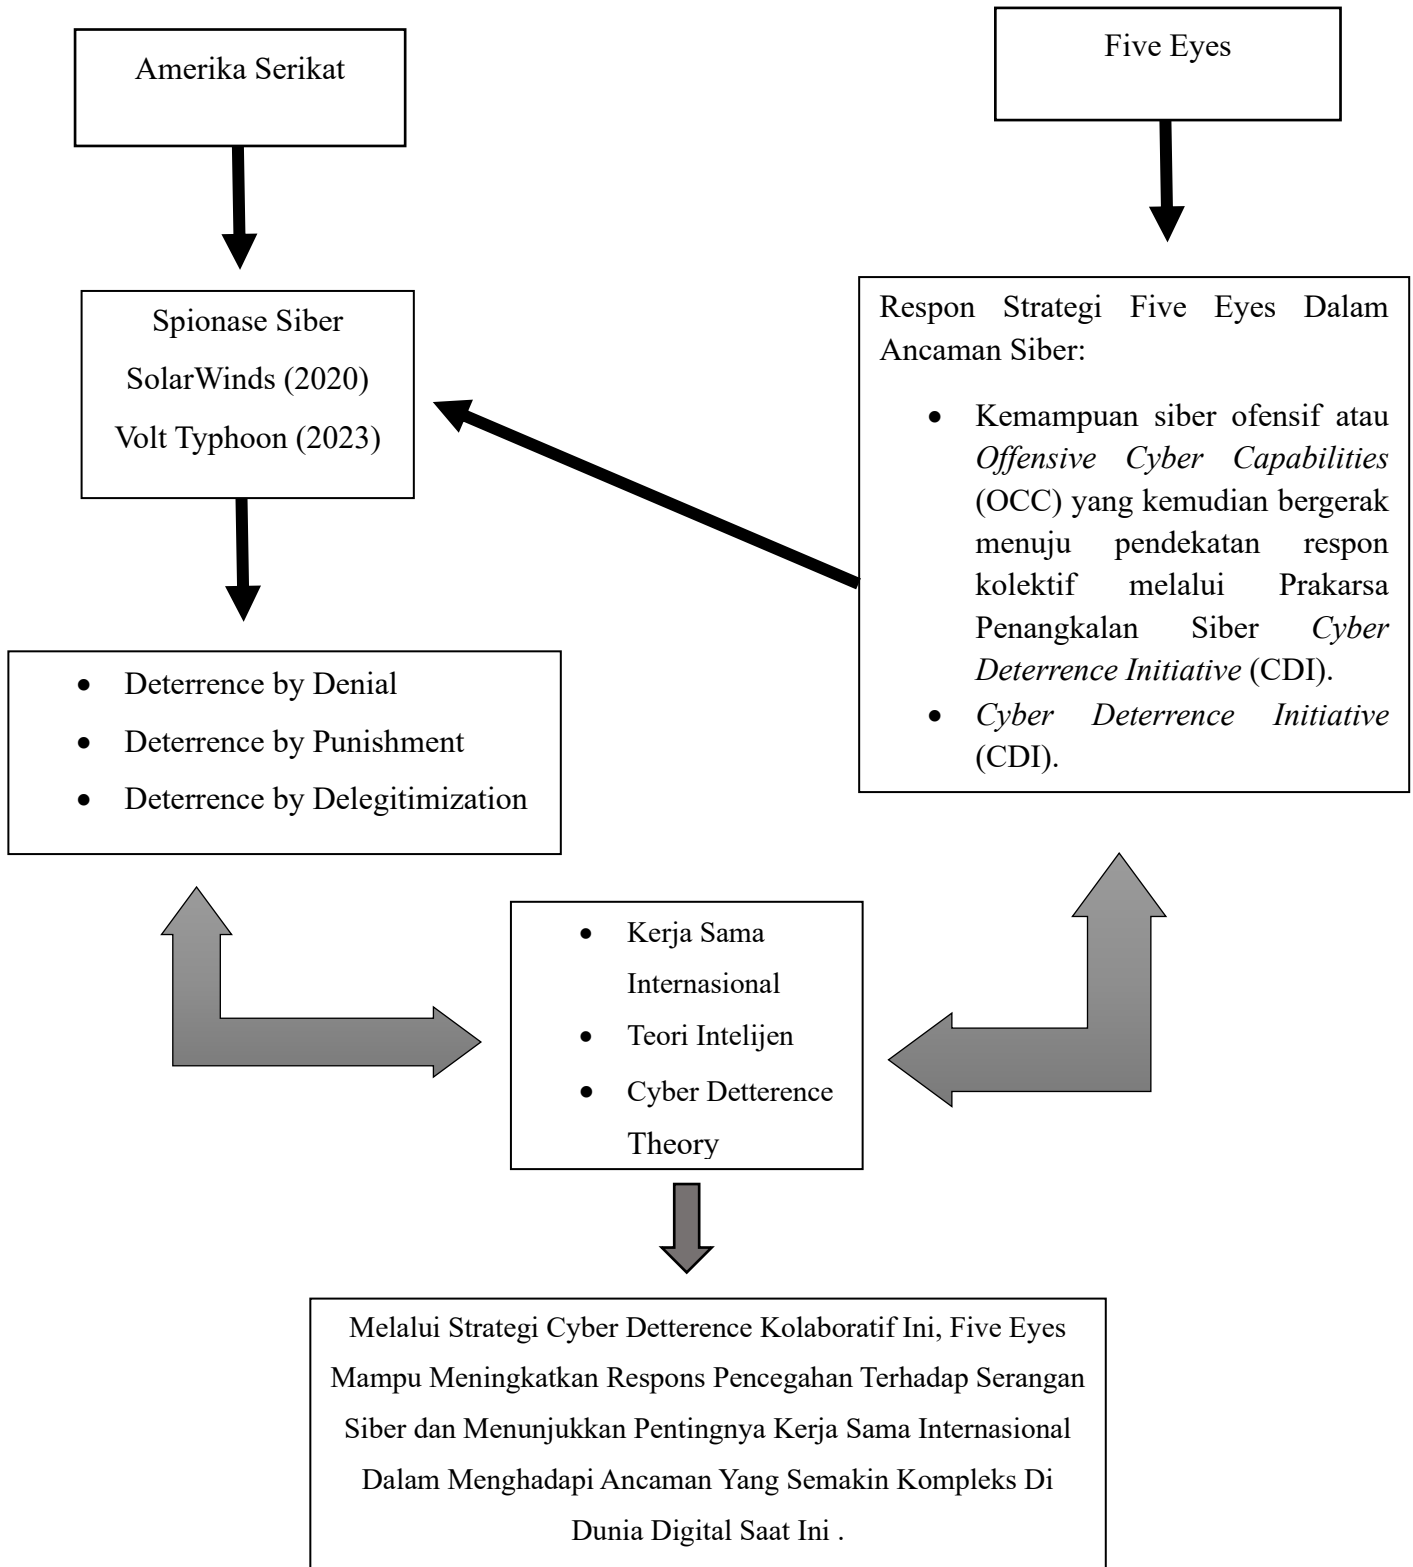 Amerika Serikat
Five Eyes
Spionase Siber
SolarWinds (2020)
Volt Typhoon (2023)
Respon Strategi Five Eyes Dalam
Ancaman Siber:
• Kemampuan siber ofensif atau
Offensive Cyber Capabilities
(OCC) yang kemudian bergerak
menuju pendekatan respon
kolektif melalui Prakarsa
Penangkalan Siber Cyber
Deterrence Initiative (CDI).
• Cyber Deterrence Initiative
(CDI).
• Deterrence by Denial
• Deterrence by Punishment
• Deterrence by Delegitimization
• Kerja Sama
Internasional
• Teori Intelijen
• Cyber Detterence
Theory
Melalui Strategi Cyber Detterence Kolaboratif Ini, Five Eyes
Mampu Meningkatkan Respons Pencegahan Terhadap Serangan
Siber dan Menunjukkan Pentingnya Kerja Sama Internasional
Dalam Menghadapi Ancaman Yang Semakin Kompleks Di
Dunia Digital Saat Ini .